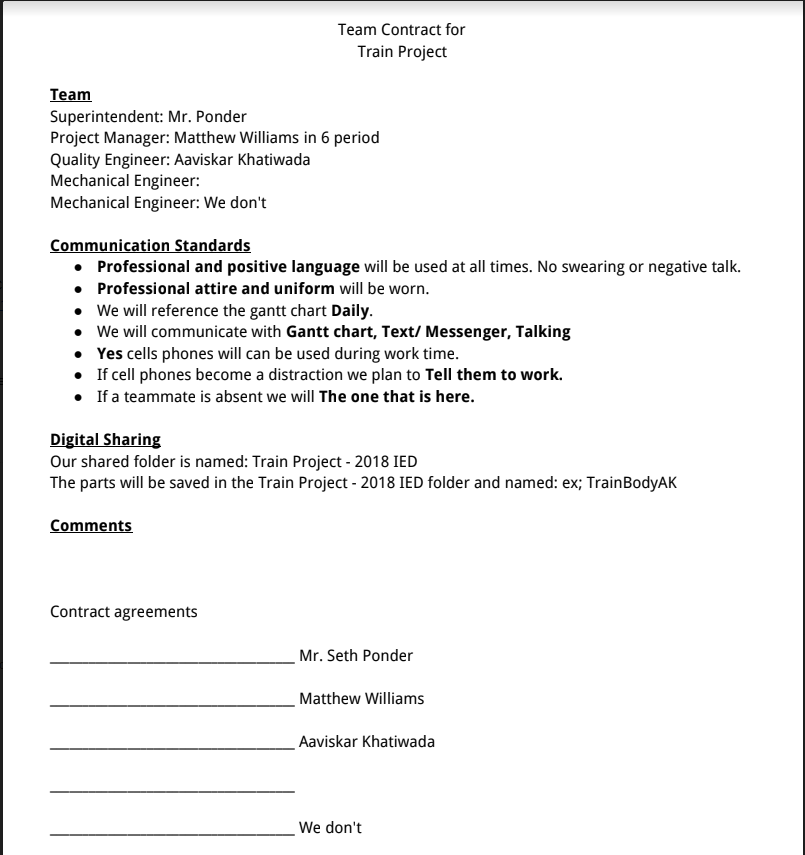 Team Contract for
Train Project
Team
Superintendent: Mr. Ponder
Project Manager: Matthew Williams in 6 period
Quality Engineer: Aaviskar Khatiwada
Mechanical Engineer:
Mechanical Engineer: We don't
Communication Standards
● Professional and positive language will be used at all times. No swearing or negative talk.
● Professional attire and uniform will be worn.
● We will reference the gantt chart Daily.
● We will communicate with Gantt chart, Text/ Messenger, Talking
● Yes cells phones will can be used during work time.
● If cell phones become a distraction we plan to Tell them to work.
● If a teammate is absent we will The one that is here.
Digital Sharing
Our shared folder is named: Train Project - 2018 IED
The parts will be saved in the Train Project - 2018 IED folder and named: ex; TrainBodyAK
Comments
Contract agreements
______________________________ Mr. Seth Ponder
______________________________ Matthew Williams
______________________________ Aaviskar Khatiwada
______________________________
______________________________ We don't